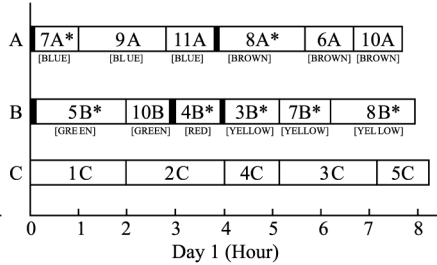 A 7A* 9A 11A 8A* 6A 10A
[BLUE] [BLUE] [BLUE] [BROWN] [BROWN] [BROWN]
B 5B* 10B 4B* 3B* 7B* 8B*
[GREEN] [GREEN] [RED] [YELLOW] [YELLOW] [YELLOW]
C 1C 2C 4C 3C 5C
0 1 2 3 4 5 6 7 8
Day 1 (Hour)